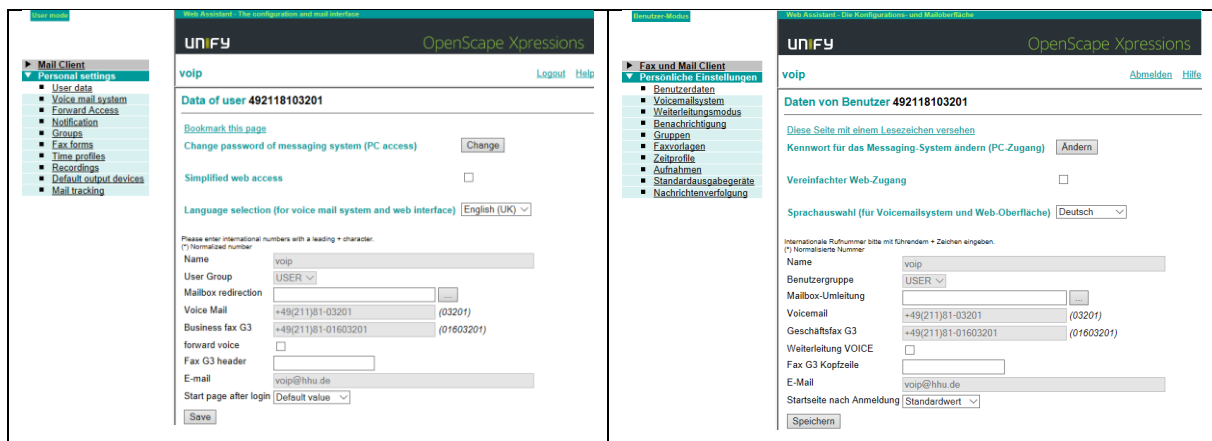 User mode
Web Assistant - The configuration and mail interface
UNIFY OpenScape Xpressions
Mail Client
Personal settings
User data
Voice mail system
Forward Access
Notification
Groups
Fax forms
Time profiles
Recordings
Default output devices
Mail tracking
voip Logout Help
Data of user 492118103201
Bookmark this page
Change password of messaging system (PC access) Change
Simplified web access
Language selection (for voice mail system and web interface) English (UK)
Please enter international numbers with a leading + character.
(*) Normalized number
Name voip
User Group USER
Mailbox redirection ...
Voice Mail +49(211)81-03201 (03201)
Business fax G3 +49(211)81-01603201 (01603201)
forward voice
Fax G3 header
E-mail voip@hhu.de
Start page after login Default value
Save
Benutzer-Modus
Web Assistant - Die Konfigurations- und Mailoberfläche
UNIFY OpenScape Xpressions
Fax und Mail Client
Persönliche Einstellungen
Benutzerdaten
Voicemailsystem
Weiterleitungsmodus
Benachrichtigung
Gruppen
Faxvorlagen
Zeitprofile
Aufnahmen
Standardausgabegeräte
Nachrichtenverfolgung
voip Abmelden Hilfe
Daten von Benutzer 492118103201
Diese Seite mit einem Lesezeichen versehen
Kennwort für das Messaging-System ändern (PC-Zugang) Ändern
Vereinfachter Web-Zugang
Sprachauswahl (für Voicemailsystem und Web-Oberfläche) Deutsch
Internationale Rufnummer bitte mit führendem + Zeichen eingeben.
(*) Normalisierte Nummer
Name voip
Benutzergruppe USER
Mailbox-Umleitung ...
Voicemail +49(211)81-03201 (03201)
Geschäftsfax G3 +49(211)81-01603201 (01603201)
Weiterleitung VOICE
Fax G3 Kopfzeile
E-Mail voip@hhu.de
Startseite nach Anmeldung Standardwert
Speichern